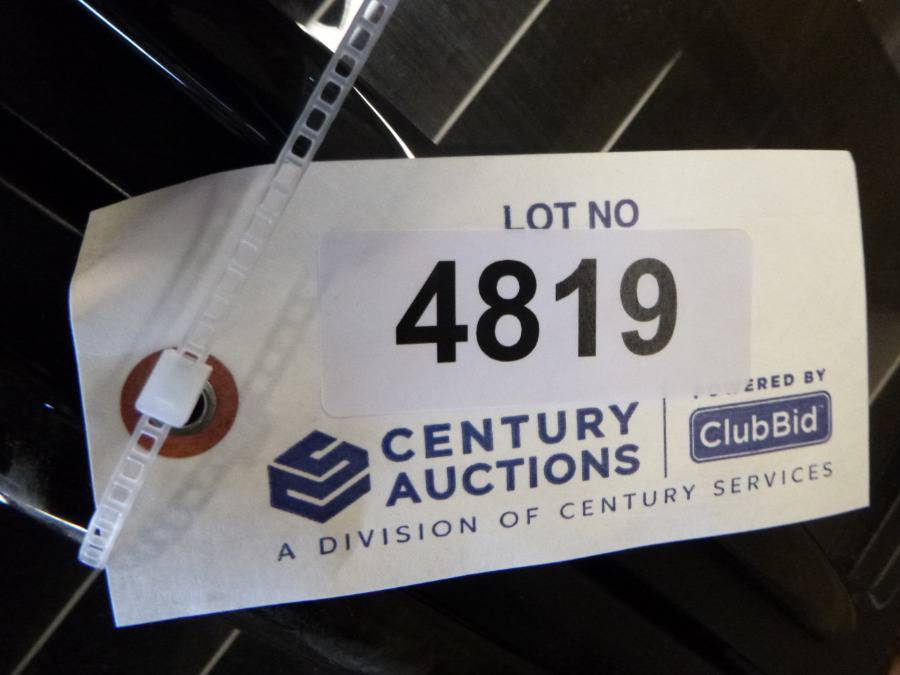 LOT NO
4819
CENTURY
AUCTIONS
POWERED BY
ClubBid
A DIVISION OF CENTURY SERVICES